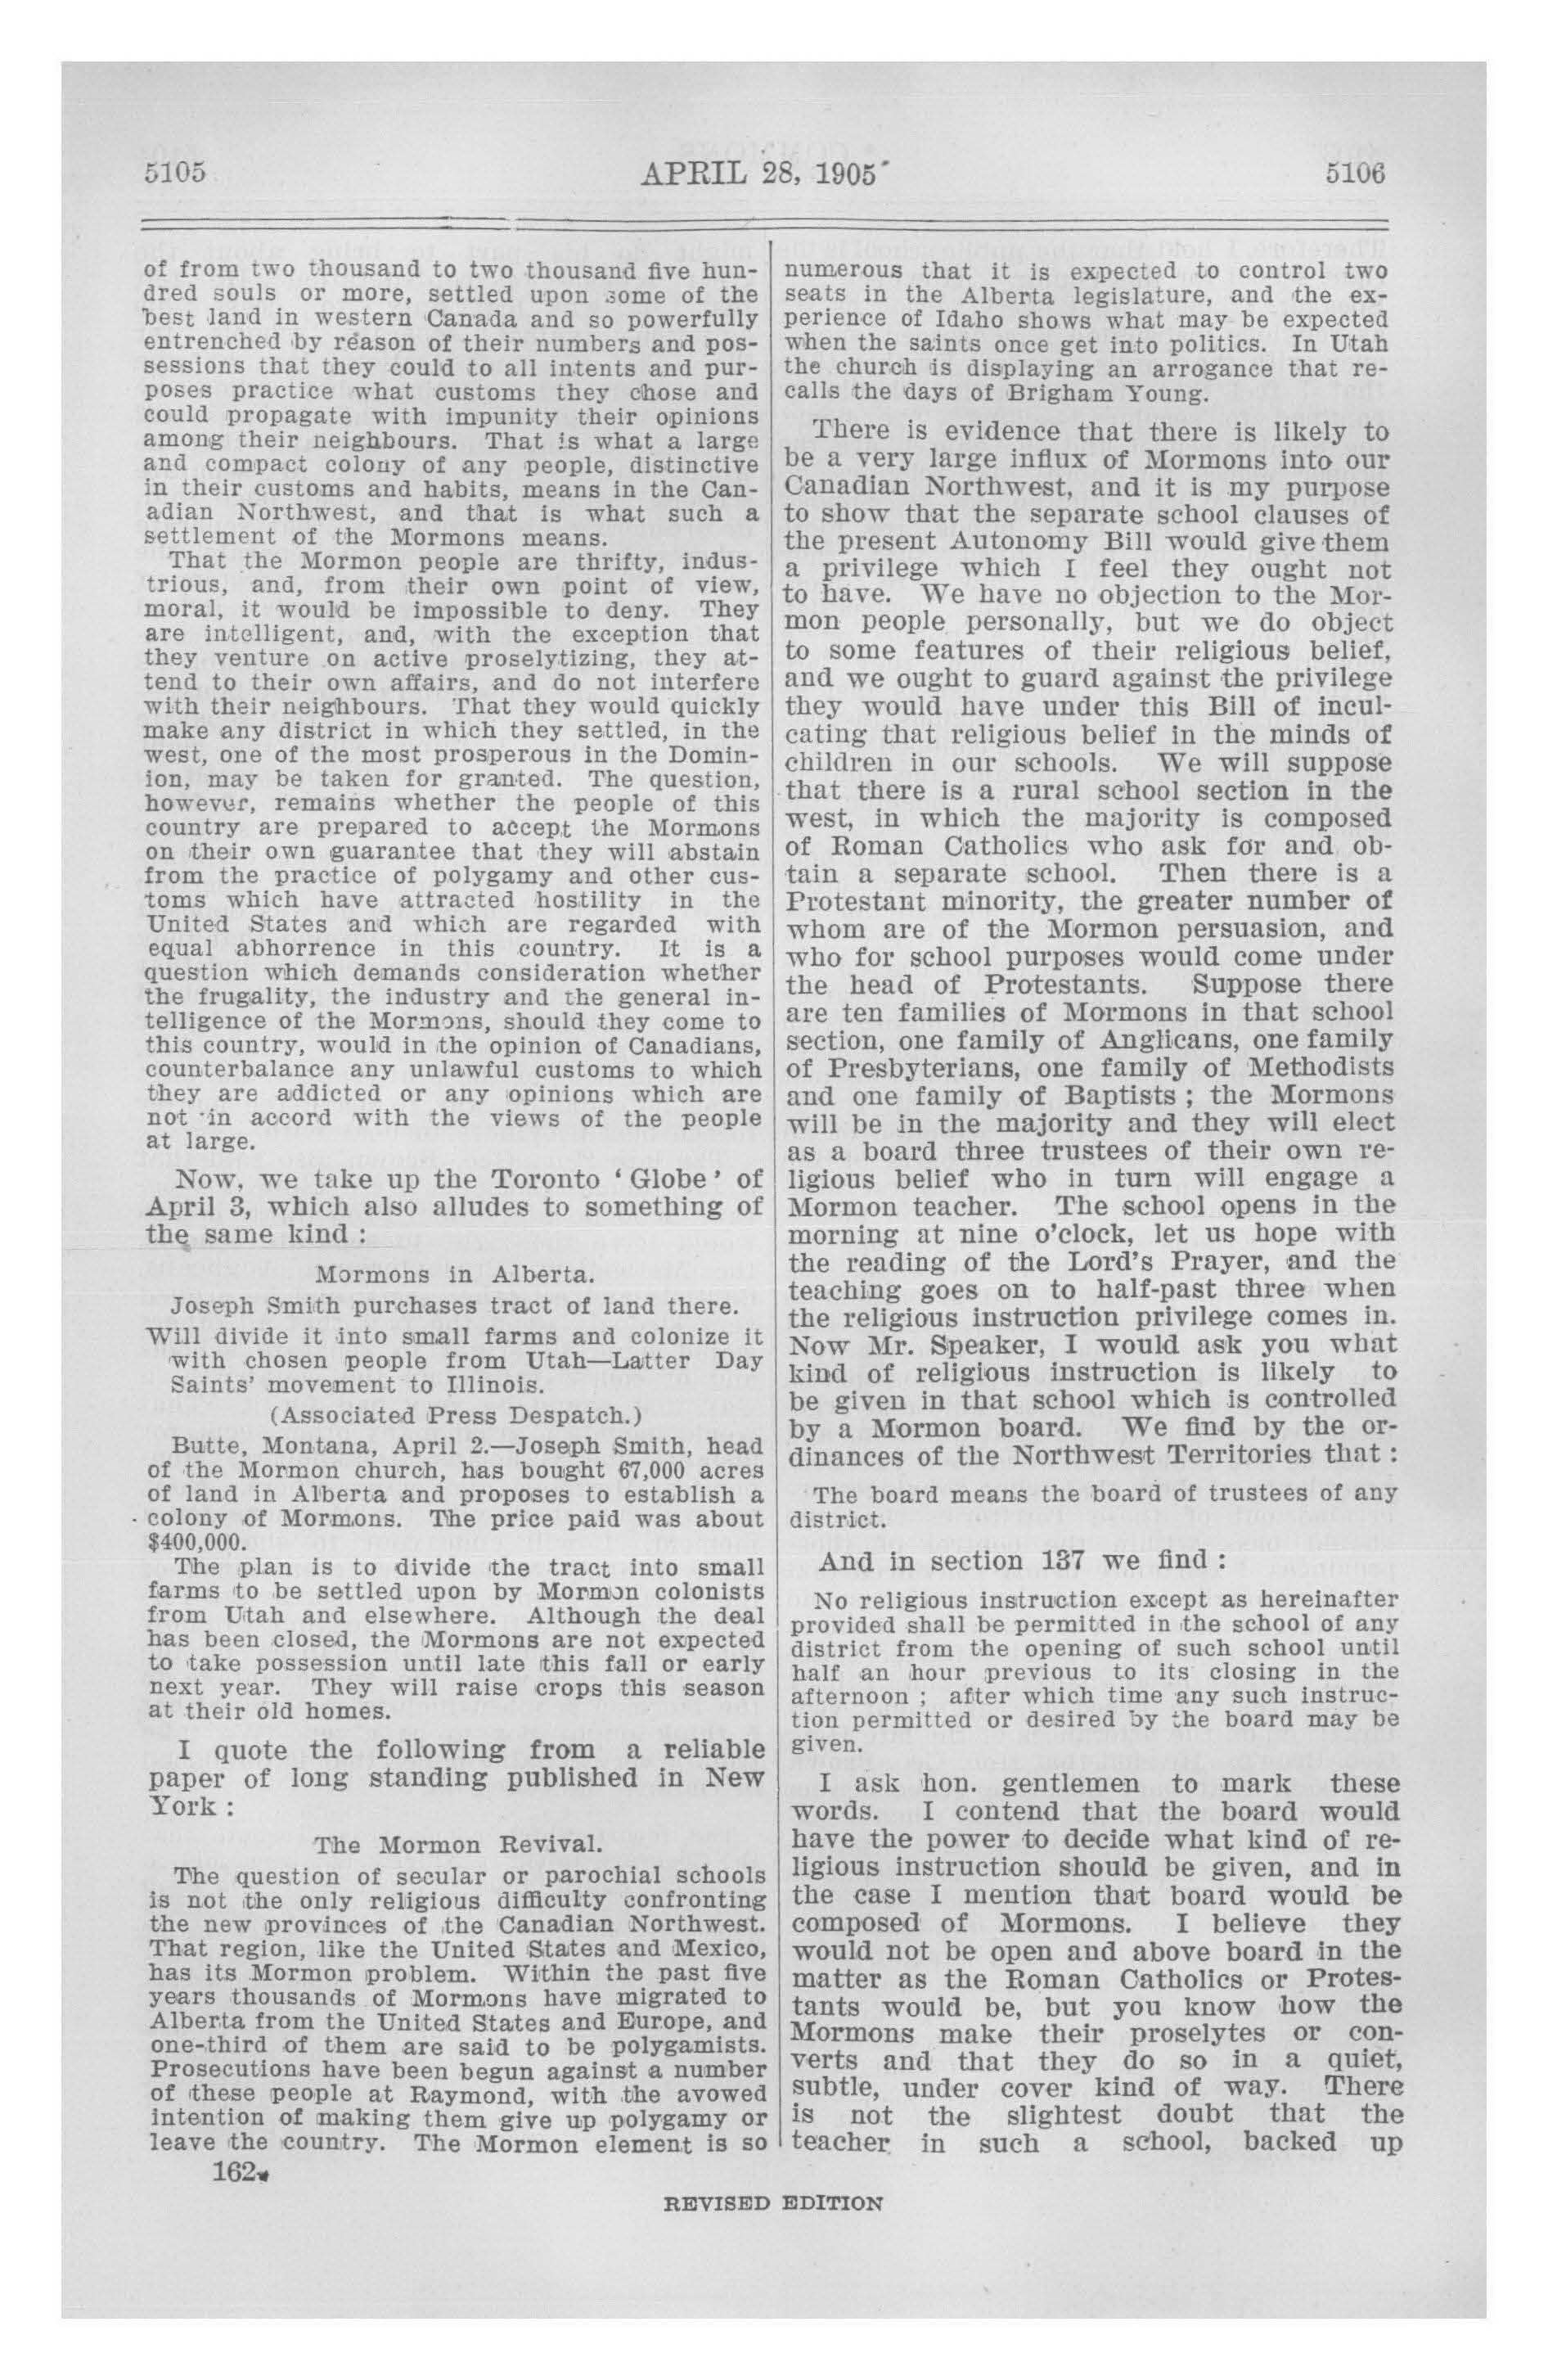 5105
APRIL 28, 1905
5106
of from two thousand to two thousand five hun-
dred souls or more, settled upon some of the
best land in western Canada and so powerfully
entrenched by reason of their numbers and pos-
sessions that they could to all intents and pur-
poses practice what customs they chose and
could propagate with impunity their opinions
among their neighbours. That is what a large
and compact colony of any people, distinctive
in their customs and habits, means in the Can-
adian Northwest, and that is what such a
settlement of the Mormons means.
That the Mormon people are thrifty, indus-
trious, and, from their own point of view,
moral, it would be impossible to deny. They
are intelligent, and, with the exception that
they venture on active proselytizing, they at-
tend to their own affairs, and do not interfere
with their neighbours. That they would quickly
make any district in which they settled, in the
west, one of the most prosperous in the Domin-
ion, may be taken for granted. The question,
however, remains whether the people of this
country are prepared to accept the Mormons
on their own guarantee that they will abstain
from the practice of polygamy and other cus-
toms which have attracted hostility in the
United States and which are regarded with
equal abhorrence in this country. It is a
question which demands consideration whether
the frugality, the industry and the general in-
telligence of the Mormons, should they come to
this country, would in the opinion of Canadians,
counterbalance any unlawful customs to which
they are addicted or any opinions which are
not in accord with the views of the people
at large.
Now, we take up the Toronto ‘ Globe ’ of
April 3, which also alludes to something of
the same kind :
Mormons in Alberta.
Joseph Smith purchases tract of land there.
Will divide it into small farms and colonize it
with chosen people from Utah—Latter Day
Saints’ movement to Illinois.
(Associated Press Despatch.)
Butte, Montana, April 2.—Joseph Smith, head
of the Mormon church, has bought 67,000 acres
of land in Alberta and proposes to establish a
colony of Mormons. The price paid was about
$400,000.
The plan is to divide the tract into small
farms to be settled upon by Mormon colonists
from Utah and elsewhere. Although the deal
has been closed, the Mormons are not expected
to take possession until late this fall or early
next year. They will raise crops this season
at their old homes.
I quote the following from a reliable
paper of long standing published in New
York :
The Mormon Revival.
The question of secular or parochial schools
is not the only religious difficulty confronting
the new provinces of the Canadian Northwest.
That region, like the United States and Mexico,
has its Mormon problem. Within the past five
years thousands of Mormons have migrated to
Alberta from the United States and Europe, and
one-third of them are said to be polygamists.
Prosecutions have been begun against a number
of these people at Raymond, with the avowed
intention of making them give up polygamy or
leave the country. The Mormon element is so
162
numerous that it is expected to control two
seats in the Alberta legislature, and the ex-
perience of Idaho shows what may be expected
when the saints once get into politics. In Utah
the church is displaying an arrogance that re-
calls the days of Brigham Young.
There is evidence that there is likely to
be a very large influx of Mormons into our
Canadian Northwest, and it is my purpose
to show that the separate school clauses of
the present Autonomy Bill would give them
a privilege which I feel they ought not
to have. We have no objection to the Mor-
mon people personally, but we do object
to some features of their religious belief,
and we ought to guard against the privilege
they would have under this Bill of incul-
cating that religious belief in the minds of
children in our schools. We will suppose
that there is a rural school section in the
west, in which the majority is composed
of Roman Catholics who ask for and ob-
tain a separate school. Then there is a
Protestant minority, the greater number of
whom are of the Mormon persuasion, and
who for school purposes would come under
the head of Protestants. Suppose there
are ten families of Mormons in that school
section, one family of Anglicans, one family
of Presbyterians, one family of Methodists
and one family of Baptists ; the Mormons
will be in the majority and they will elect
as a board three trustees of their own re-
ligious belief who in turn will engage a
Mormon teacher. The school opens in the
morning at nine o’clock, let us hope with
the reading of the Lord’s Prayer, and the
teaching goes on to half-past three when
the religious instruction privilege comes in.
Now Mr. Speaker, I would ask you what
kind of religious instruction is likely to
be given in that school which is controlled
by a Mormon board. We find by the or-
dinances of the Northwest Territories that :
The board means the board of trustees of any
district.
And in section 137 we find :
No religious instruction except as hereinafter
provided shall be permitted in the school of any
district from the opening of such school until
half an hour previous to its closing in the
afternoon ; after which time any such instruc-
tion permitted or desired by the board may be
given.
I ask hon. gentlemen to mark these
words. I contend that the board would
have the power to decide what kind of re-
ligious instruction should be given, and in
the case I mention that board would be
composed of Mormons. I believe they
would not be open and above board in the
matter as the Roman Catholics or Protes-
tants would be, but you know how the
Mormons make their proselytes or con-
verts and that they do so in a quiet,
subtle, under cover kind of way. There
is not the slightest doubt that the
teacher in such a school, backed up
REVISED EDITION